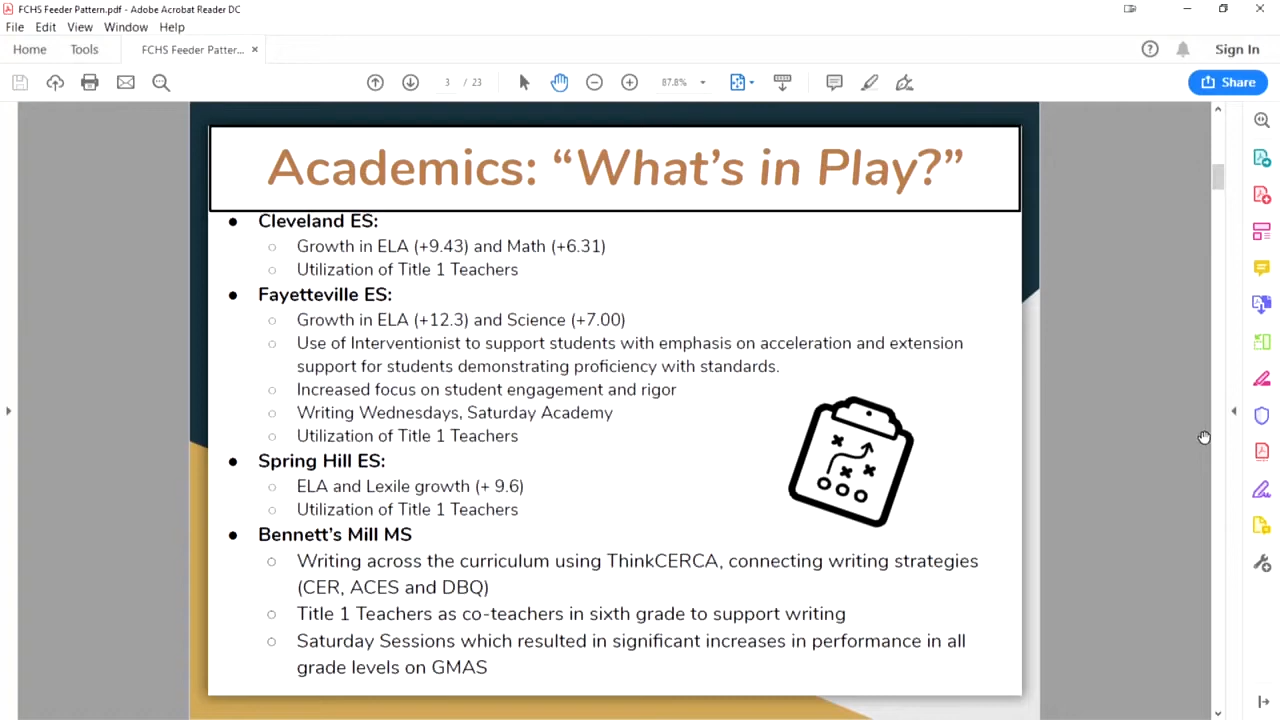 FCHS Feeder Pattern.pdf - Adobe Acrobat Reader DC
File Edit View Window Help
Home Tools FCHS Feeder Patter... × Sign In
3 / 23 87.8% Share
Academics: “What’s in Play?”
Cleveland ES:
Growth in ELA (+9.43) and Math (+6.31)
Utilization of Title 1 Teachers
Fayetteville ES:
Growth in ELA (+12.3) and Science (+7.00)
Use of Interventionist to support students with emphasis on acceleration and extension
support for students demonstrating proficiency with standards.
Increased focus on student engagement and rigor
Writing Wednesdays, Saturday Academy
Utilization of Title 1 Teachers
Spring Hill ES:
ELA and Lexile growth (+ 9.6)
Utilization of Title 1 Teachers
Bennett’s Mill MS
Writing across the curriculum using ThinkCERCA, connecting writing strategies
(CER, ACES and DBQ)
Title 1 Teachers as co-teachers in sixth grade to support writing
Saturday Sessions which resulted in significant increases in performance in all
grade levels on GMAS